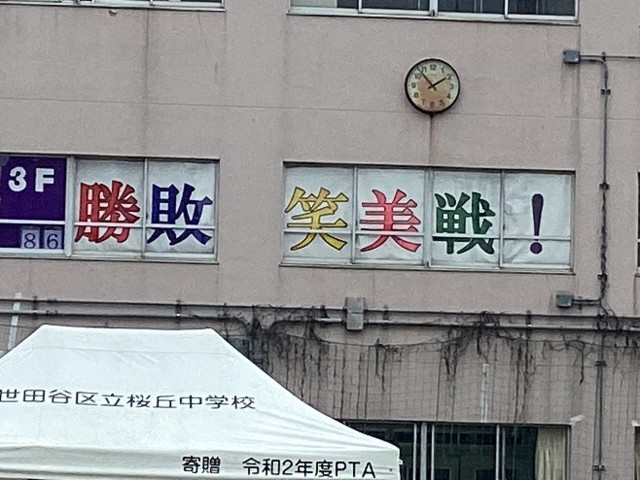 3F
86
勝敗 笑美戦!
世田谷区立桜丘中学校
寄贈 令和2年度PTA